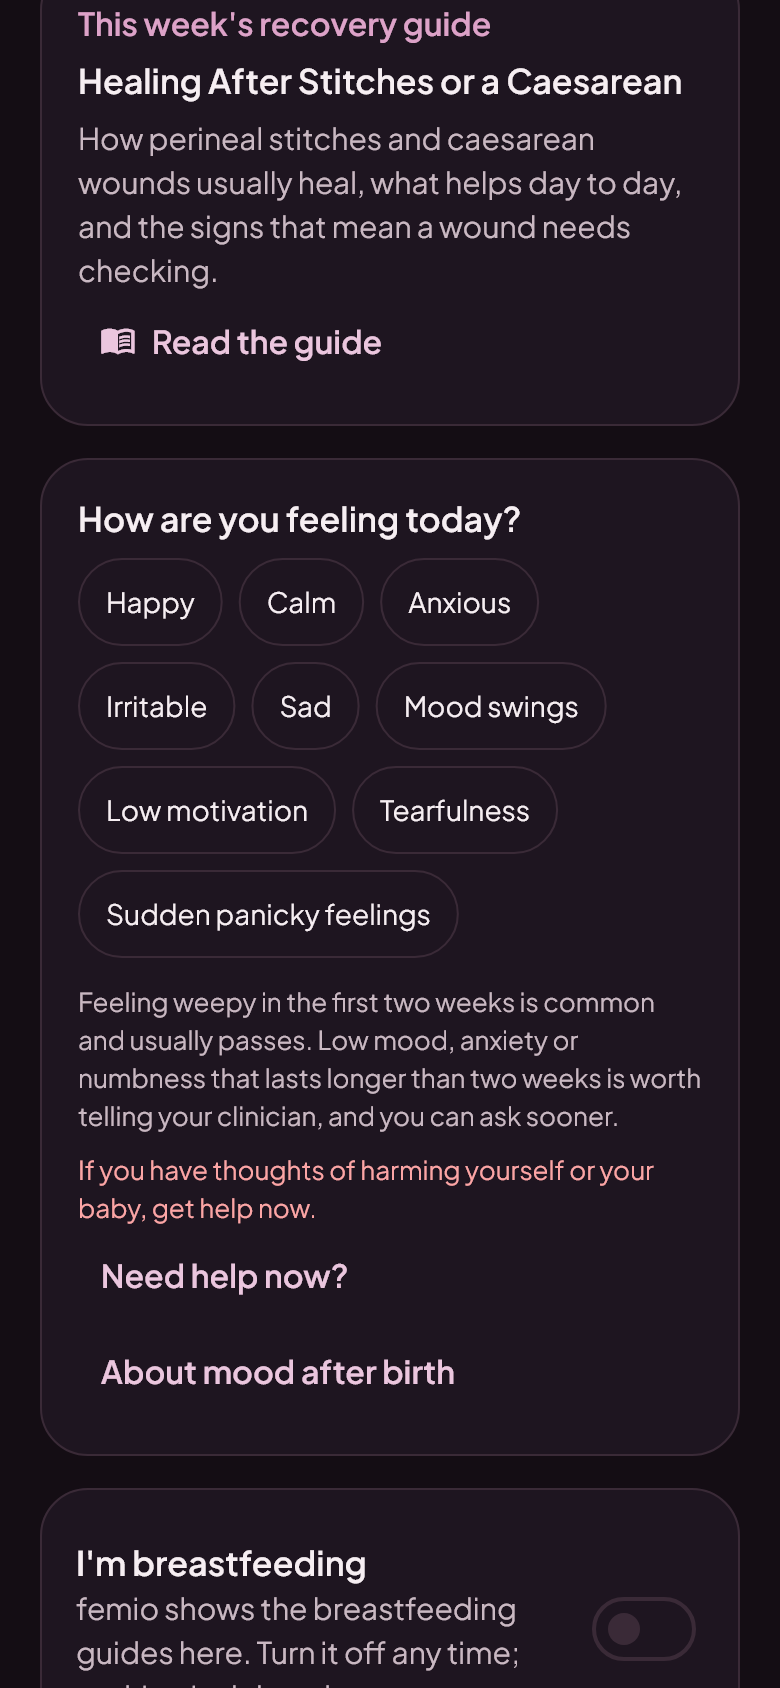 This week's recovery guide
Healing After Stitches or a Caesarean
How perineal stitches and caesarean
wounds usually heal, what helps day to day,
and the signs that mean a wound needs
checking.
Read the guide
How are you feeling today?
Happy Calm Anxious
Irritable Sad Mood swings
Low motivation Tearfulness
Sudden panicky feelings
Feeling weepy in the first two weeks is common
and usually passes. Low mood, anxiety or
numbness that lasts longer than two weeks is worth
telling your clinician, and you can ask sooner.
If you have thoughts of harming yourself or your
baby, get help now.
Need help now?
About mood after birth
I'm breastfeeding
femio shows the breastfeeding
guides here. Turn it off any time;